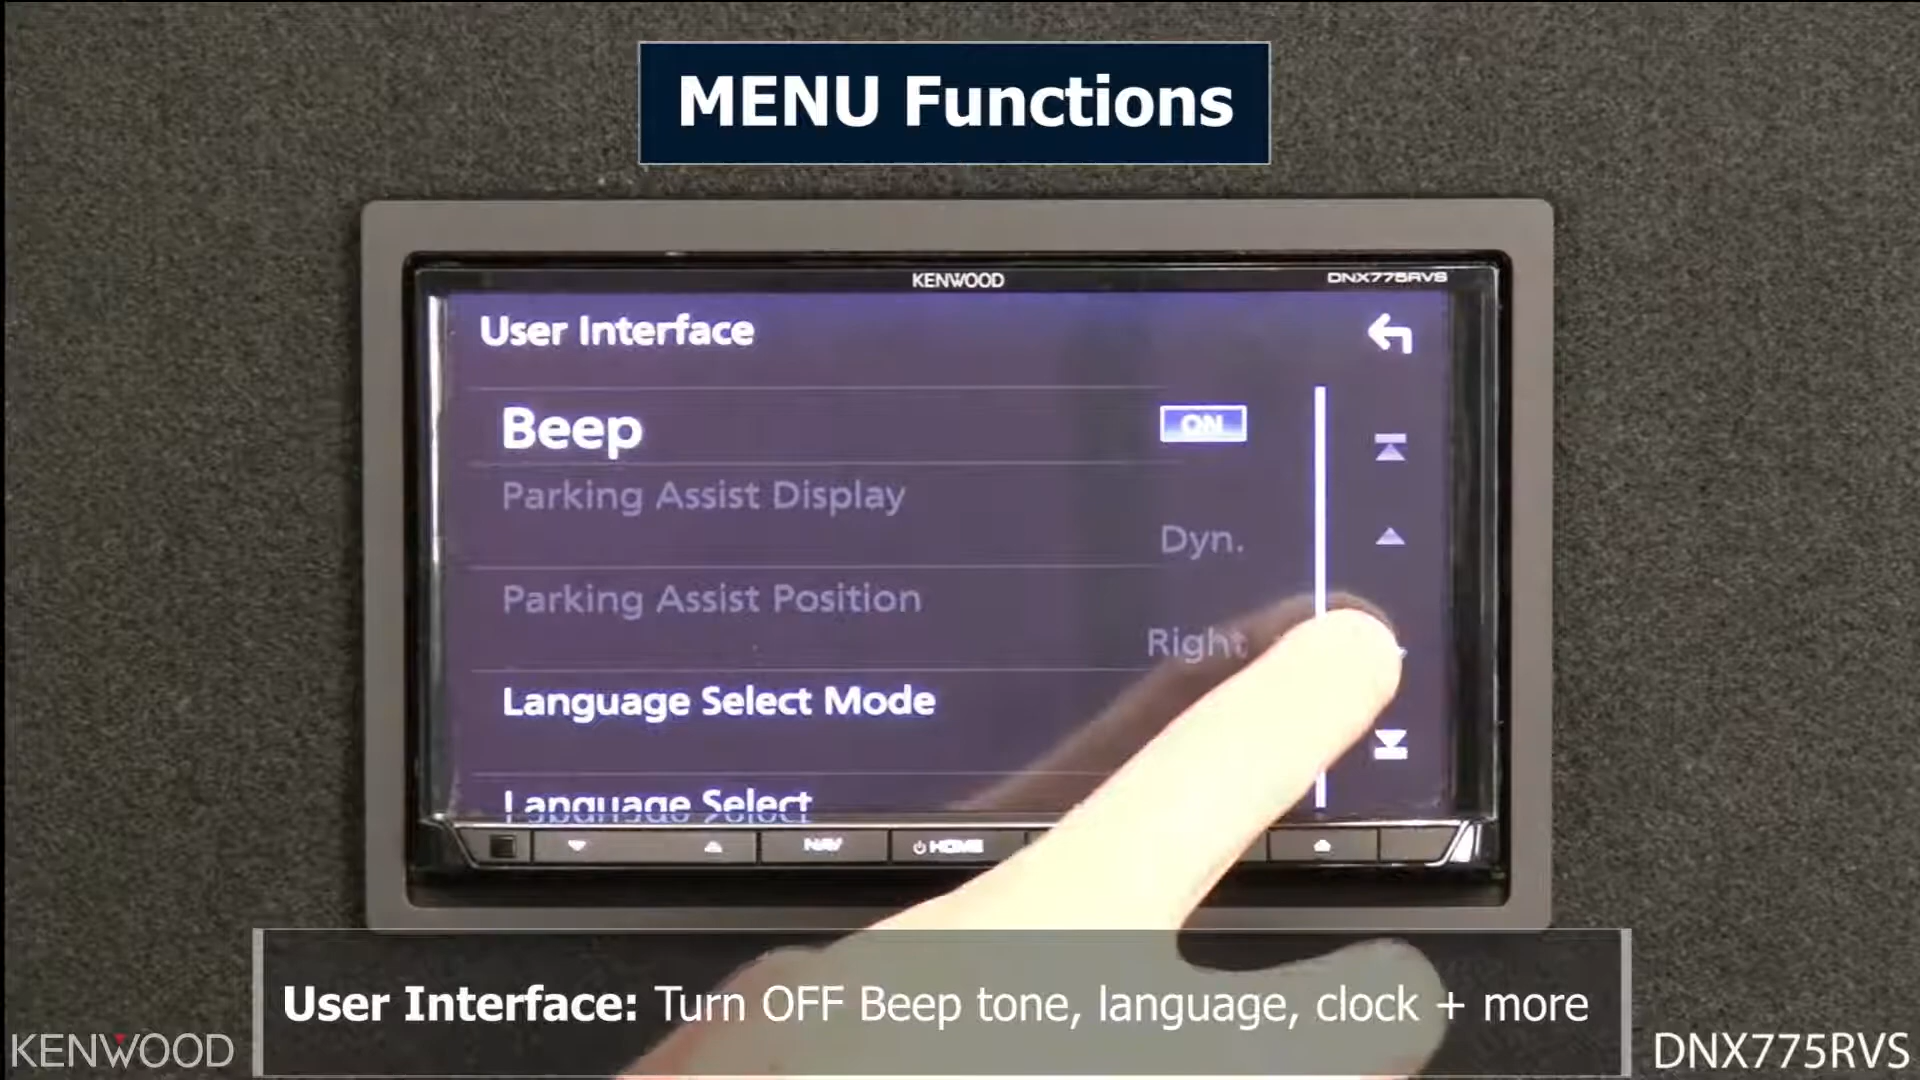 MENU Functions
KENWOOD
DNX775RVS
User Interface
Beep
ON
Parking Assist Display
Dyn.
Parking Assist Position
Right
Language Select Mode
Language Select
NAV
HOME
User Interface: Turn OFF Beep tone, language, clock + more
KENWOOD
DNX775RVS